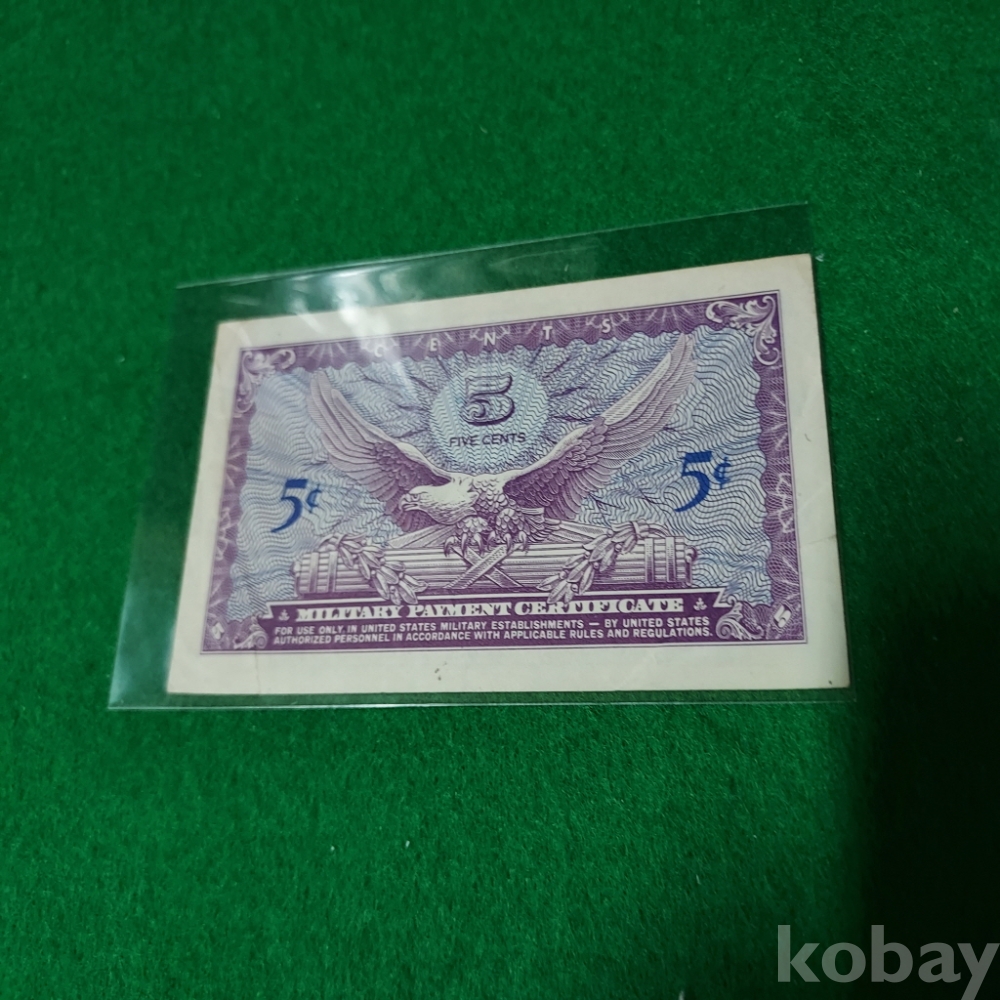 CENTS
5
FIVE CENTS
5¢
5¢
MILITARY PAYMENT CERTIFICATE
FOR USE ONLY IN UNITED STATES MILITARY ESTABLISHMENTS — BY UNITED STATES
AUTHORIZED PERSONNEL IN ACCORDANCE WITH APPLICABLE RULES AND REGULATIONS.
5
kobay